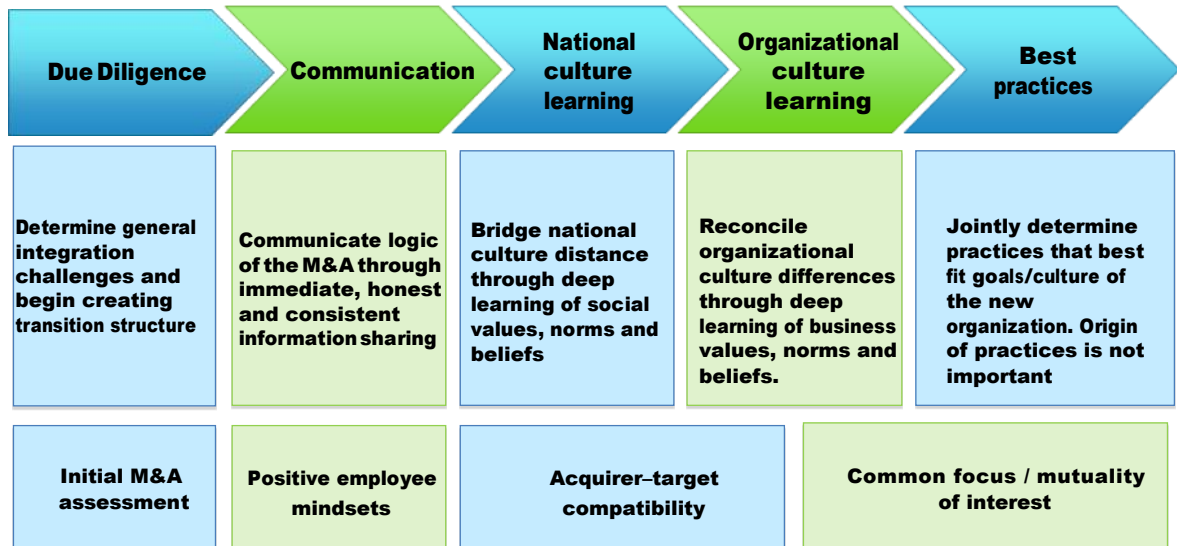 Due Diligence
Communication
National
culture
learning
Organizational
culture
learning
Best
practices
Determine general
integration
challenges and
begin creating
transition structure
Communicate logic
of the M&A through
immediate, honest
and consistent
information sharing
Bridge national
culture distance
through deep
learning of social
values, norms and
beliefs
Reconcile
organizational
culture differences
through deep
learning of business
values, norms and
beliefs.
Jointly determine
practices that best
fit goals/culture of
the new
organization. Origin
of practices is not
important
Initial M&A
assessment
Positive employee
mindsets
Acquirer–target
compatibility
Common focus / mutuality
of interest